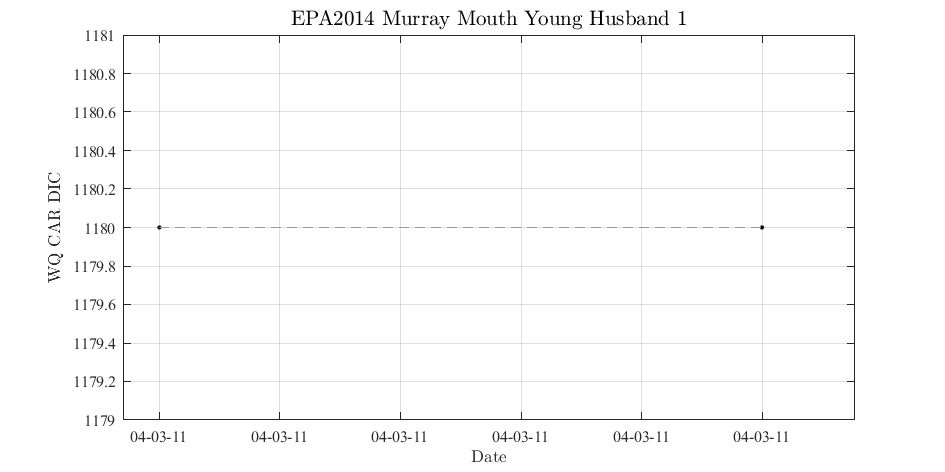 EPA2014 Murray Mouth Young Husband 1
1181
1180.8
1180.6
1180.4
1180.2
1180
1179.8
1179.6
1179.4
1179.2
1179
WQ CAR DIC
04-03-11 04-03-11 04-03-11 04-03-11 04-03-11 04-03-11
Date